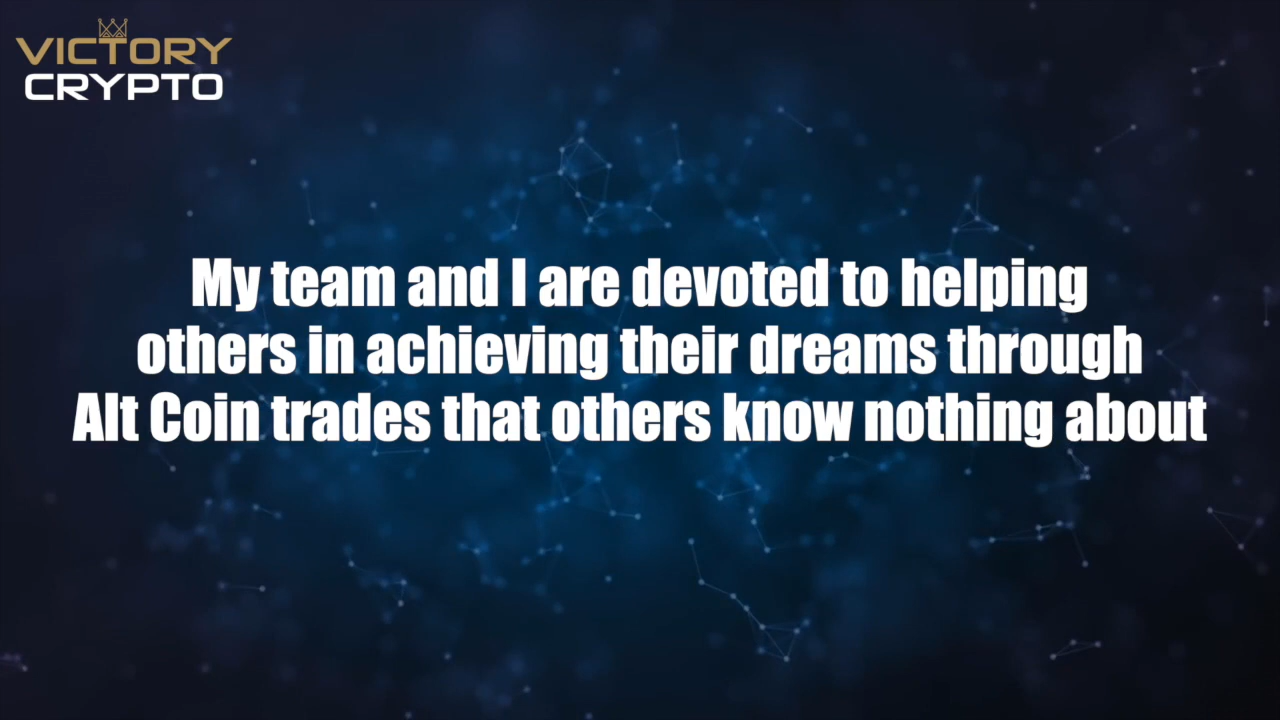 VICTORY
CRYPTO
My team and I are devoted to helping
others in achieving their dreams through
Alt Coin trades that others know nothing about